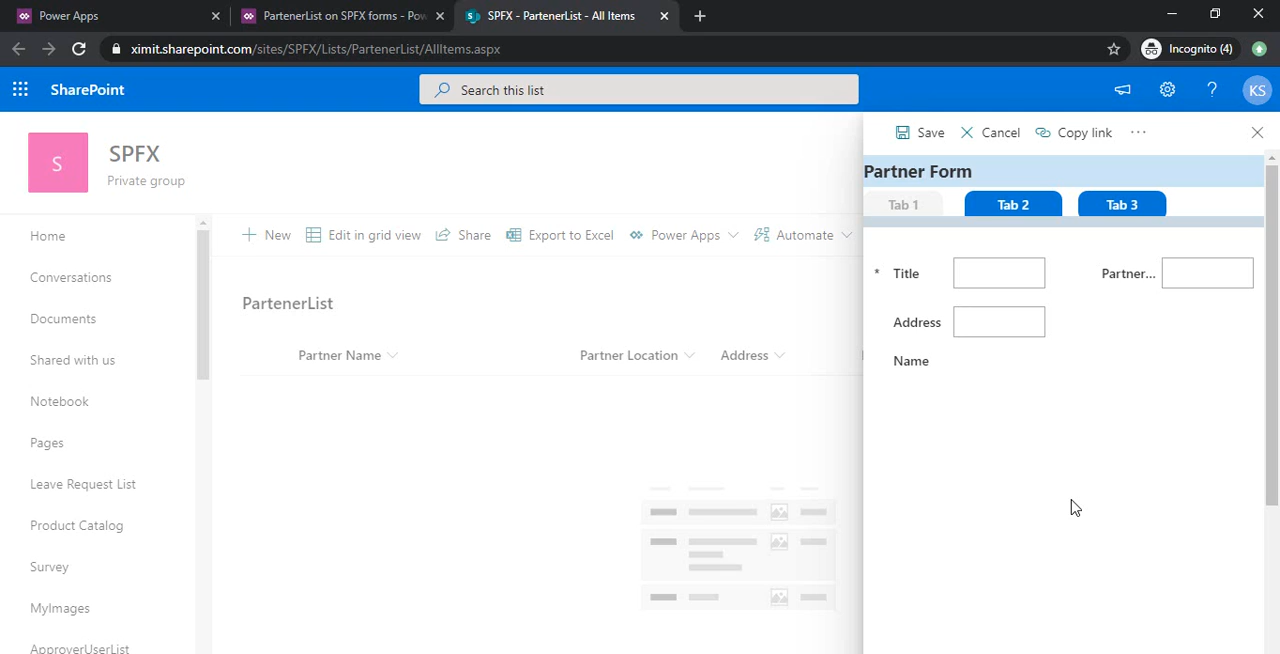 Power Apps
PartenerList on SPFX forms - Pow
SPFX - PartenerList - All Items
ximit.sharepoint.com/sites/SPFX/Lists/PartenerList/AllItems.aspx
Incognito (4)
SharePoint
Search this list
KS
S
SPFX
Private group
Save
Cancel
Copy link
Partner Form
Tab 1
Tab 2
Tab 3
Home
Conversations
Documents
Shared with us
Notebook
Pages
Leave Request List
Product Catalog
Survey
MyImages
ApproverUserList
New
Edit in grid view
Share
Export to Excel
Power Apps
Automate
PartenerList
Partner Name
Partner Location
Address
* Title
Partner...
Address
Name